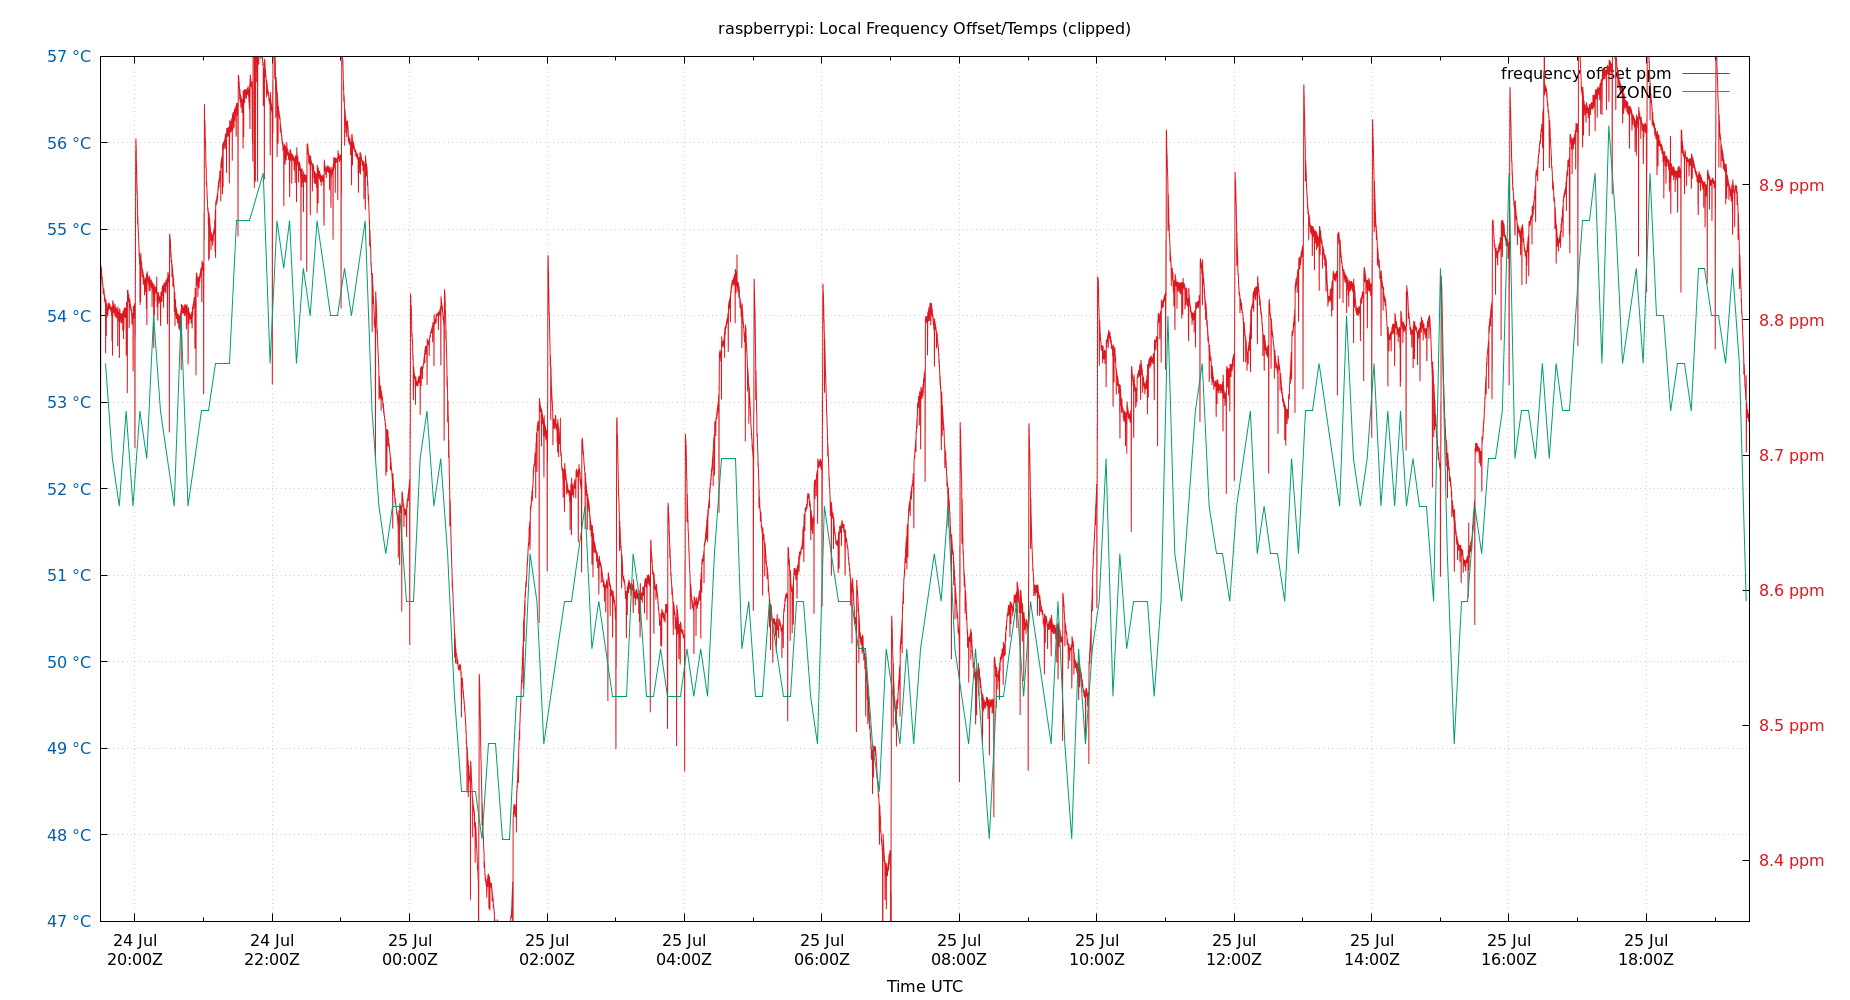 raspberrypi: Local Frequency Offset/Temps (clipped)
57 °C
56 °C
55 °C
54 °C
53 °C
52 °C
51 °C
50 °C
49 °C
48 °C
47 °C
frequency offset ppm
ZONE0
8.9 ppm
8.8 ppm
8.7 ppm
8.6 ppm
8.5 ppm
8.4 ppm
24 Jul
20:00Z
24 Jul
22:00Z
25 Jul
00:00Z
25 Jul
02:00Z
25 Jul
04:00Z
25 Jul
06:00Z
25 Jul
08:00Z
25 Jul
10:00Z
25 Jul
12:00Z
25 Jul
14:00Z
25 Jul
16:00Z
25 Jul
18:00Z
Time UTC